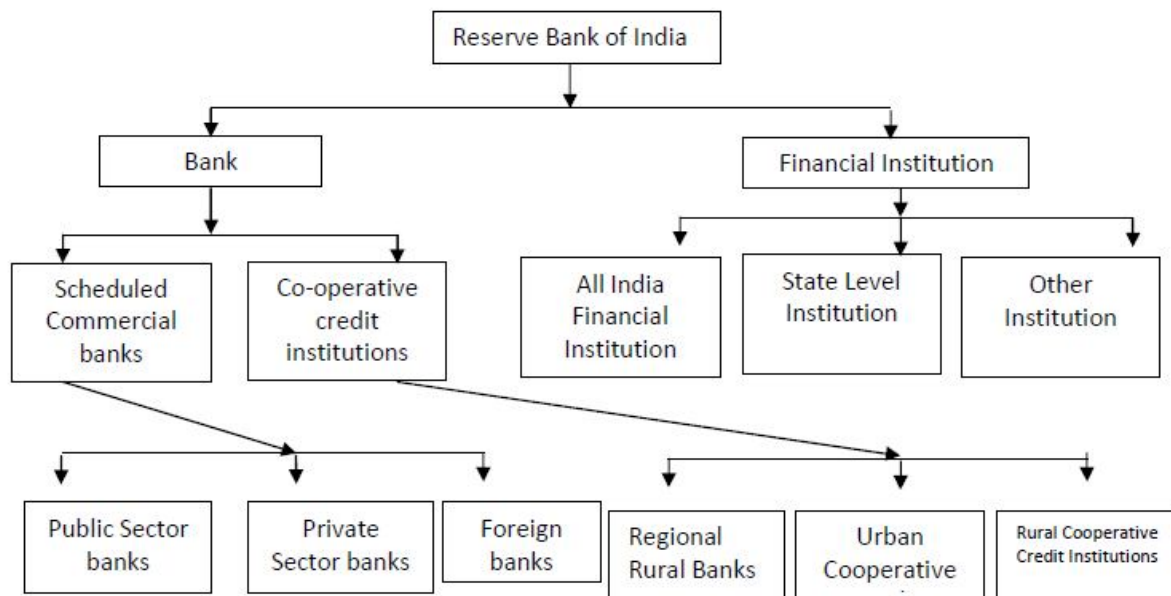 Reserve Bank of India
Bank
Financial Institution
Scheduled
Commercial
banks
Co-operative
credit
institutions
All India
Financial
Institution
State Level
Institution
Other
Institution
Public Sector
banks
Private
Sector banks
Foreign
banks
Regional
Rural Banks
Urban
Cooperative
Rural Cooperative
Credit Institutions